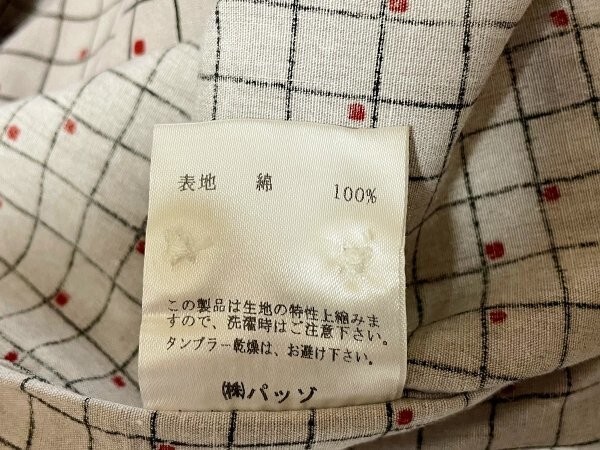 表地 綿 100%
この製品は生地の特性上縮みま
すので、洗濯時はご注意下さい。
タンブラー乾燥は、お避け下さい。
㈱パッゾ